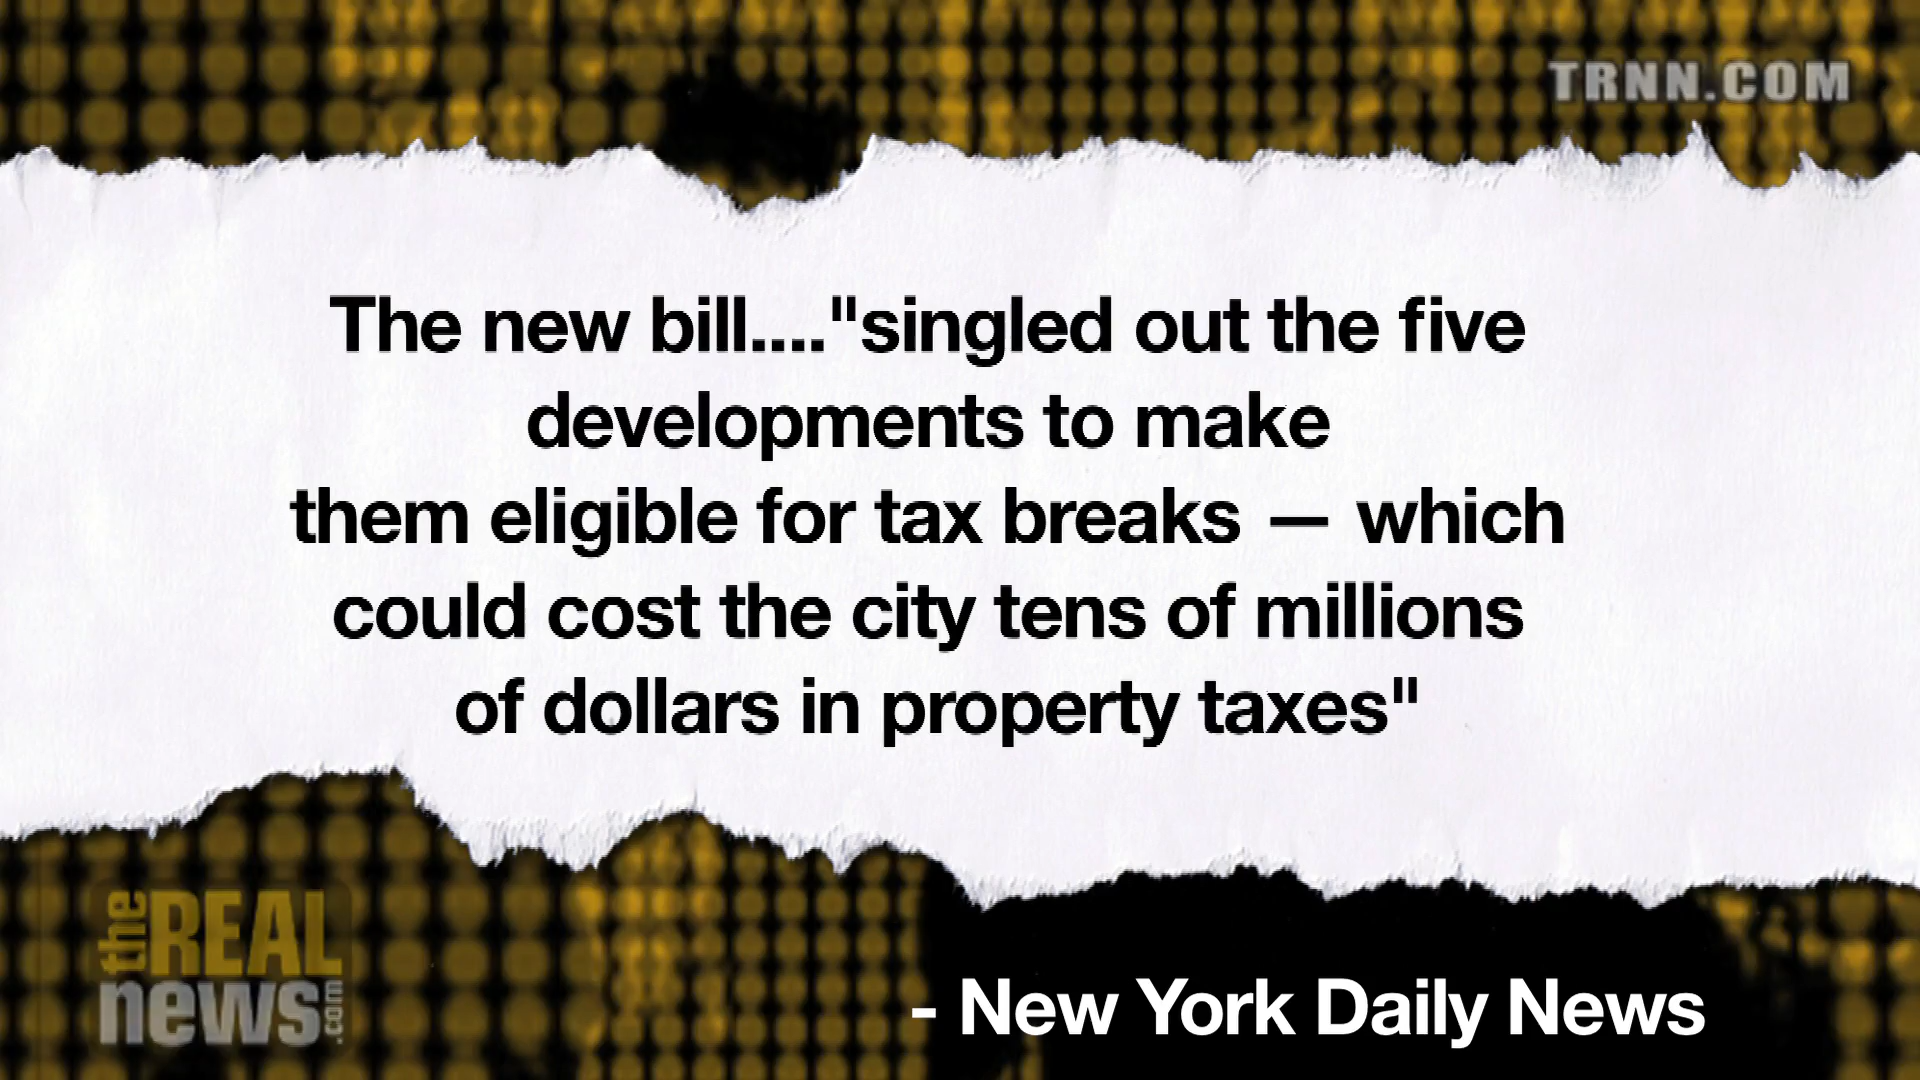 TRNN.COM
The new bill...."singled out the five
developments to make
them eligible for tax breaks — which
could cost the city tens of millions
of dollars in property taxes"
the REAL
news.com
- New York Daily News